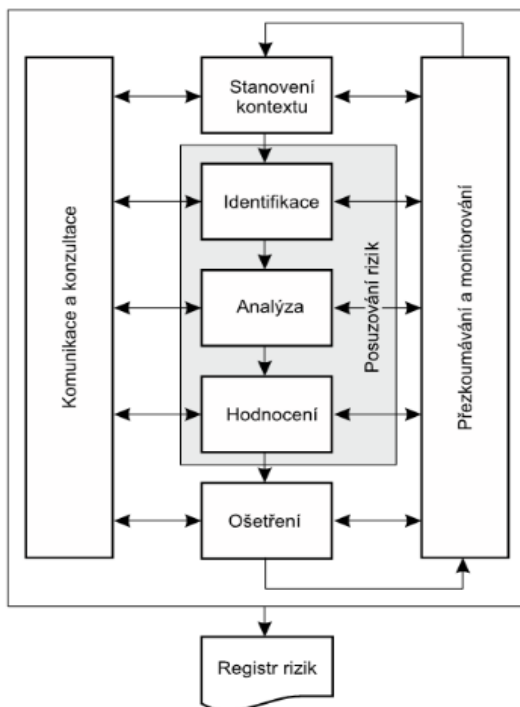 Stanovení
kontextu
Komunikace a konzultace
Identifikace
Analýza
Hodnocení
Posuzování rizik
Přezkoumávání a monitorování
Ošetření
Registr rizik